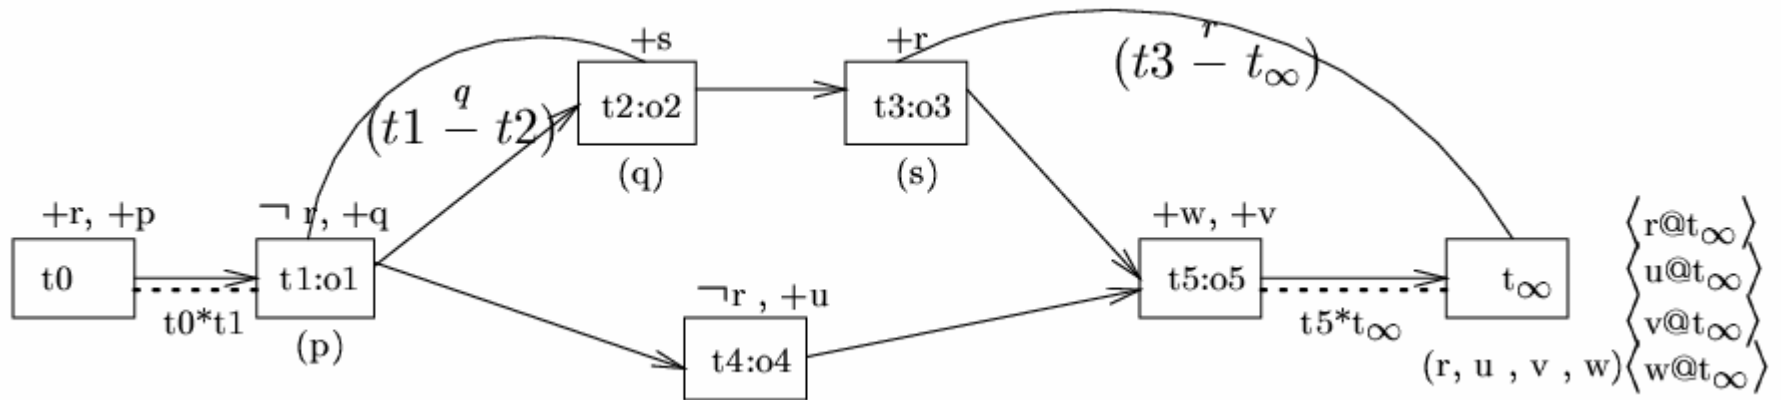 +s
+r
r
(t3 − t∞)
q
(t1 − t2)
t2:o2
t3:o3
(q)
(s)
+r, +p
¬ r, +q
+w, +v
⟨r@t∞⟩
t0
t1:o1
t5:o5
t∞
⟨u@t∞⟩
t0*t1
¬r , +u
t5*t∞
⟨v@t∞⟩
(p)
t4:o4
(r, u , v , w)⟨w@t∞⟩